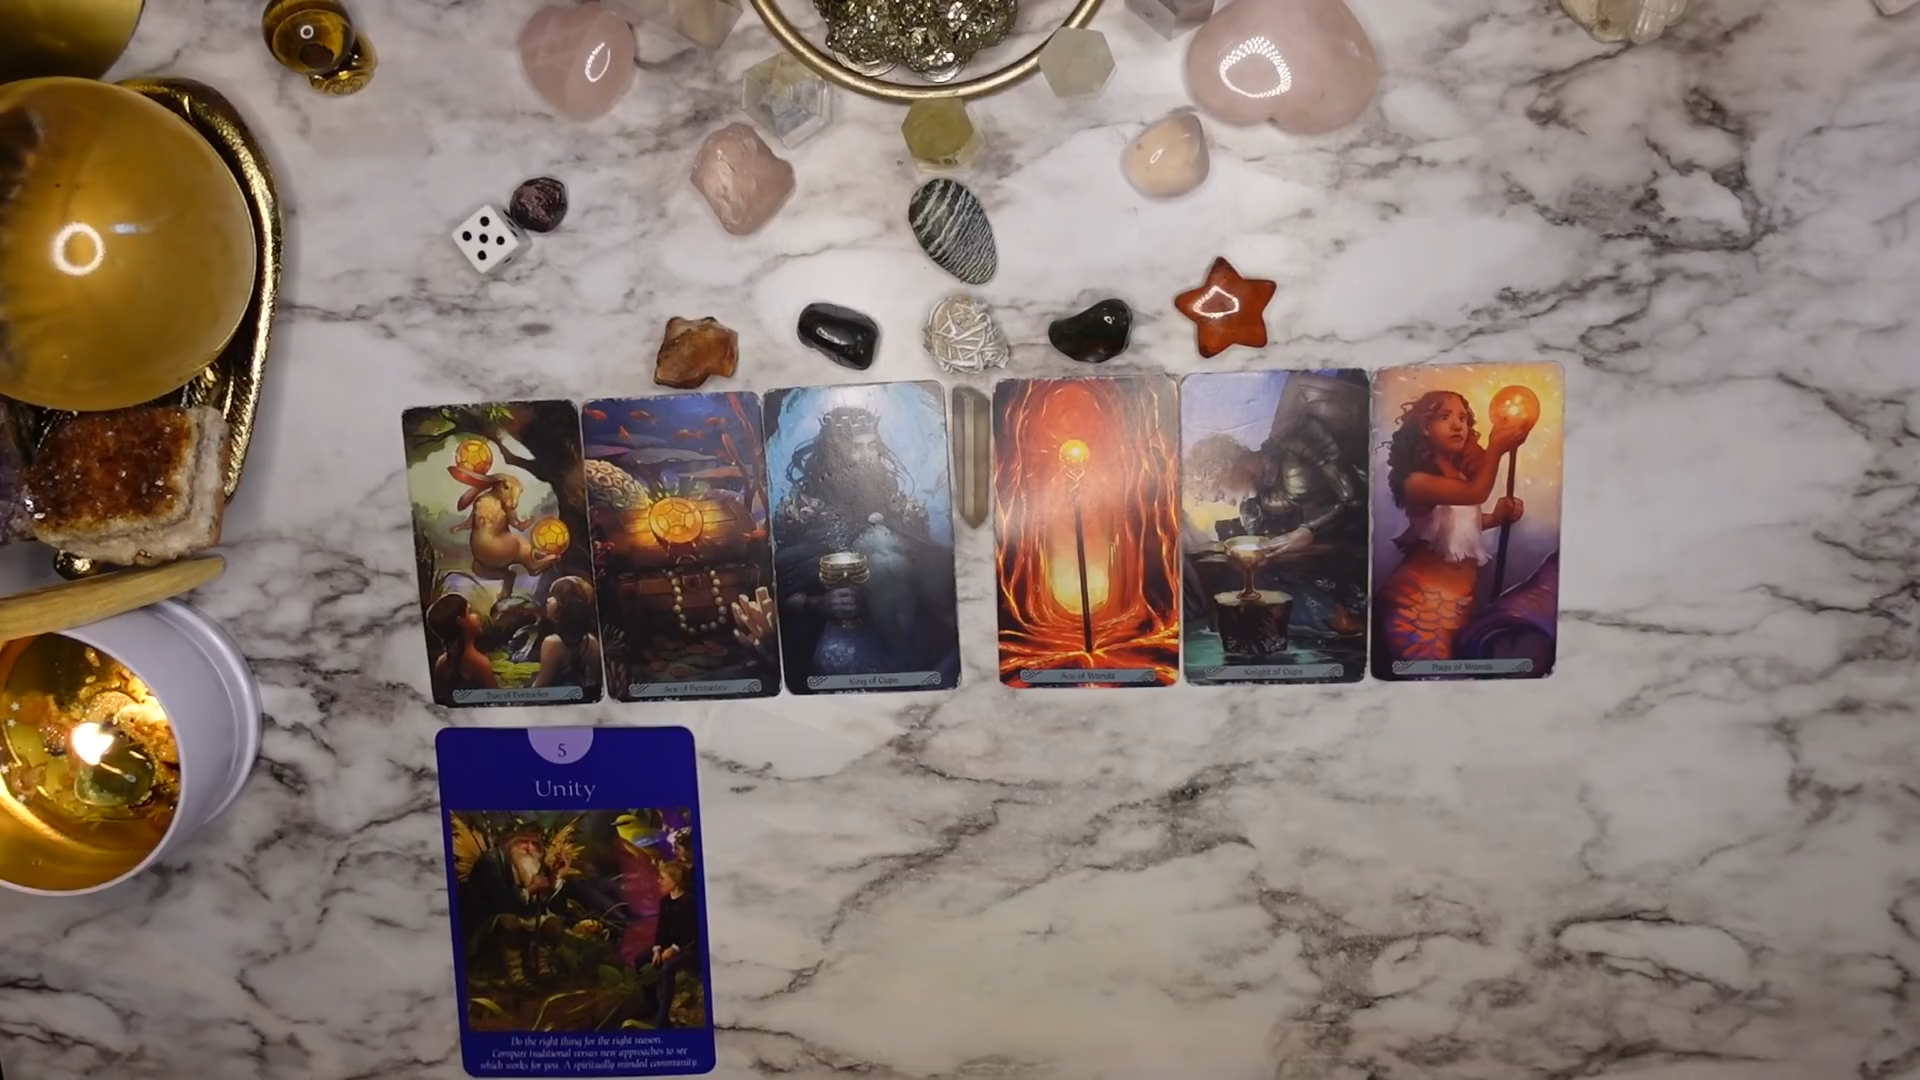 Two of Pentacles
Ace of Pentacles
King of Cups
Ace of Wands
Knight of Cups
Page of Wands
5
Unity
Do the right thing for the right reason.
Compare traditional versus new approaches to see
which works for you. A spiritually minded community.